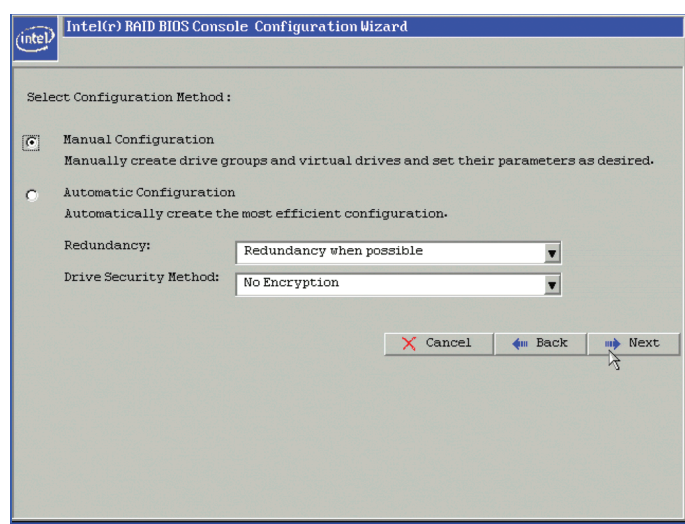 Intel(r) RAID BIOS Console Configuration Wizard
intel
Select Configuration Method:
Manual Configuration
Manually create drive groups and virtual drives and set their parameters as desired.
Automatic Configuration
Automatically create the most efficient configuration.
Redundancy: Redundancy when possible
Drive Security Method: No Encryption
Cancel Back Next